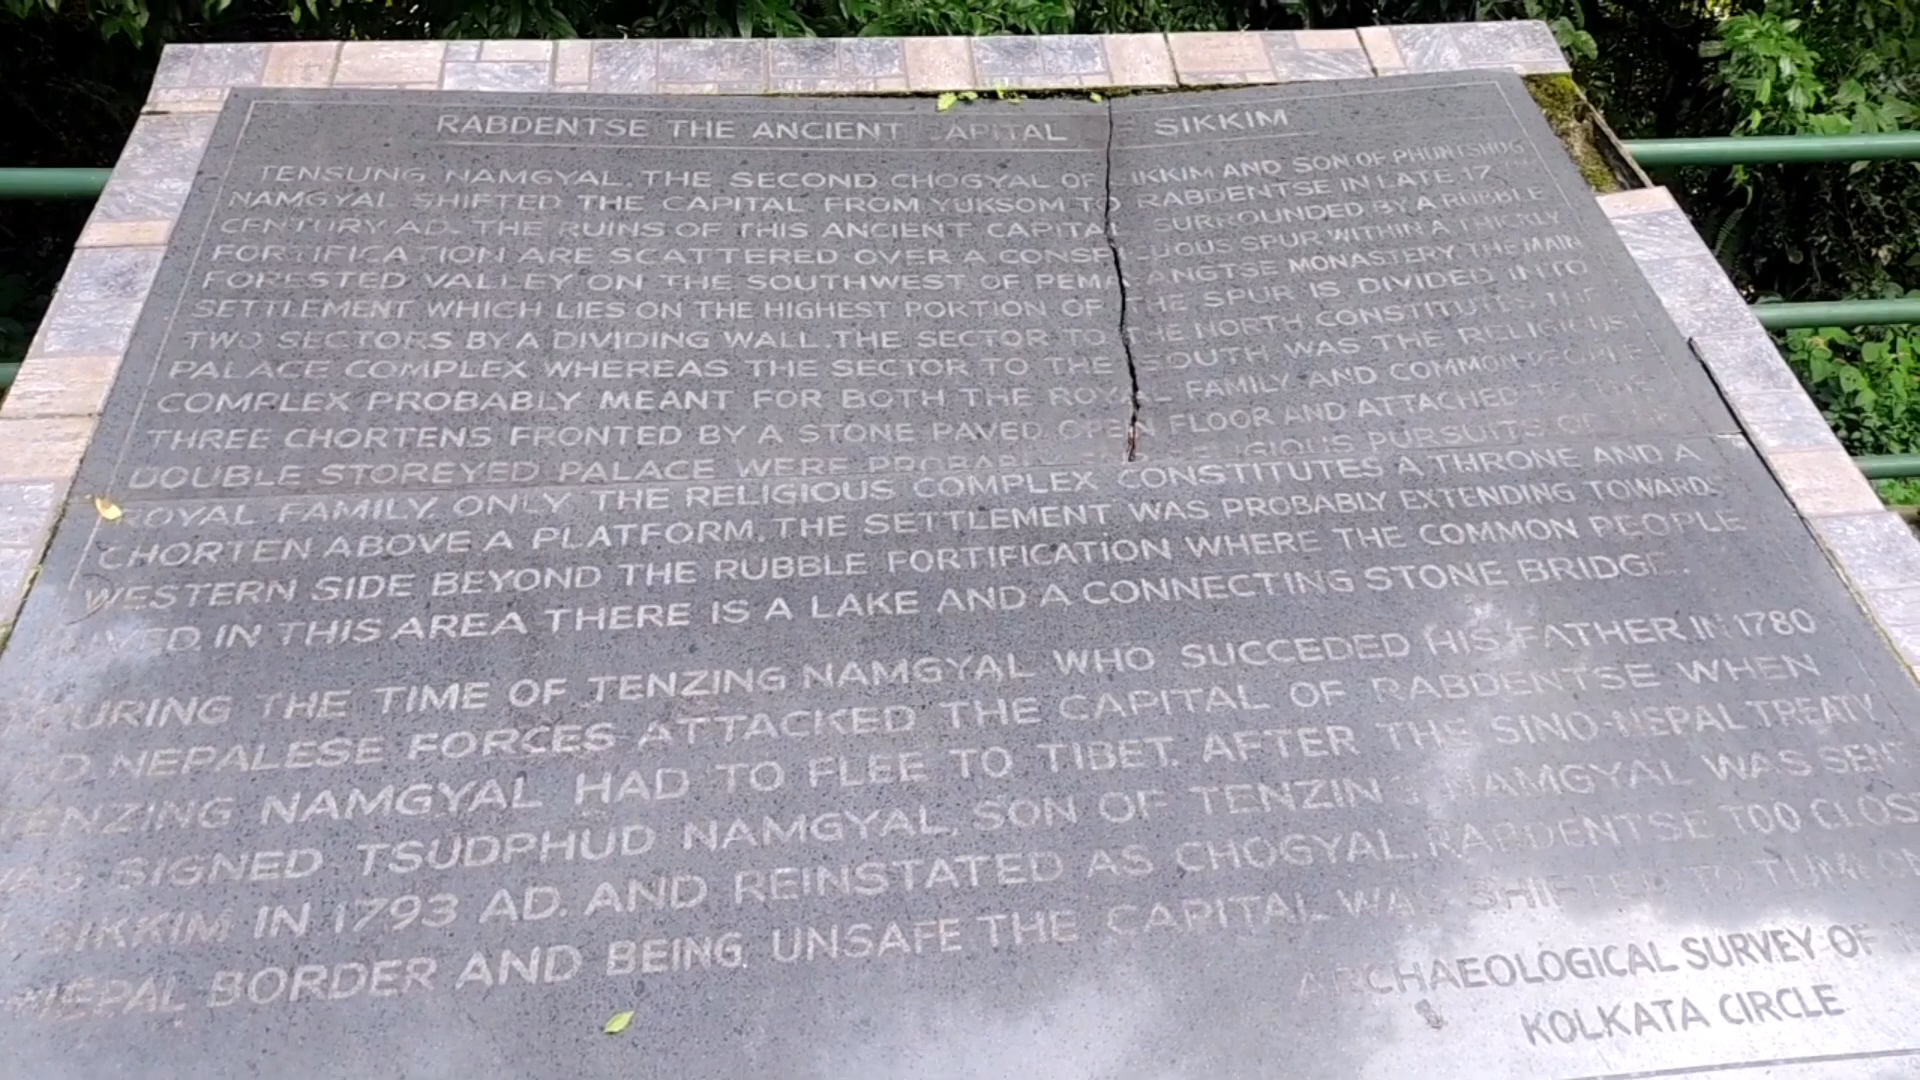 RABDENTSE THE ANCIENT CAPITAL SIKKIM
TENSUNG NAMGYAL, THE SECOND CHOGYAL OF SIKKIM AND SON OF PHUNTSHOG
NAMGYAL SHIFTED THE CAPITAL FROM YUKSOM TO RABDENTSE IN LATE 17
CENTURY AD. THE RUINS OF THIS ANCIENT CAPITAL SURROUNDED BY A RUBBLE
FORTIFICATION ARE SCATTERED OVER A CONSPICUOUS SPUR WITHIN A THICKLY
FORESTED VALLEY ON THE SOUTHWEST OF PEMAYANGTSE MONASTERY. THE MAIN
SETTLEMENT WHICH LIES ON THE HIGHEST PORTION OF THE SPUR IS DIVIDED INTO
TWO SECTORS BY A DIVIDING WALL. THE SECTOR TO THE NORTH CONSTITUTES THE
PALACE COMPLEX WHEREAS THE SECTOR TO THE SOUTH WAS THE RELIGIOUS
COMPLEX PROBABLY MEANT FOR BOTH THE ROYAL FAMILY AND COMMON PEOPLE
THREE CHORTENS FRONTED BY A STONE PAVED OPEN FLOOR AND ATTACHED
DOUBLE STOREYED PALACE WERE RELIGIOUS PURSUITS OF
ROYAL FAMILY. ONLY THE RELIGIOUS COMPLEX CONSTITUTES A THRONE AND A
CHORTEN ABOVE A PLATFORM. THE SETTLEMENT WAS PROBABLY EXTENDING TOWARDS
WESTERN SIDE BEYOND THE RUBBLE FORTIFICATION WHERE THE COMMON PEOPLE
LIVED. IN THIS AREA THERE IS A LAKE AND A CONNECTING STONE BRIDGE.
DURING THE TIME OF TENZING NAMGYAL WHO SUCCEDED HIS FATHER IN 1780
AD. NEPALESE FORCES ATTACKED THE CAPITAL OF RABDENTSE WHEN
TENZING NAMGYAL HAD TO FLEE TO TIBET. AFTER THE SINO-NEPAL TREATY
WAS SIGNED TSUDPHUD NAMGYAL, SON OF TENZING NAMGYAL WAS SENT
SIKKIM IN 1793 AD. AND REINSTATED AS CHOGYAL. RABDENTSE TOO CLOSE
NEPAL BORDER AND BEING, UNSAFE THE CAPITAL WAS SHIFTED TO
ARCHAEOLOGICAL SURVEY OF
KOLKATA CIRCLE